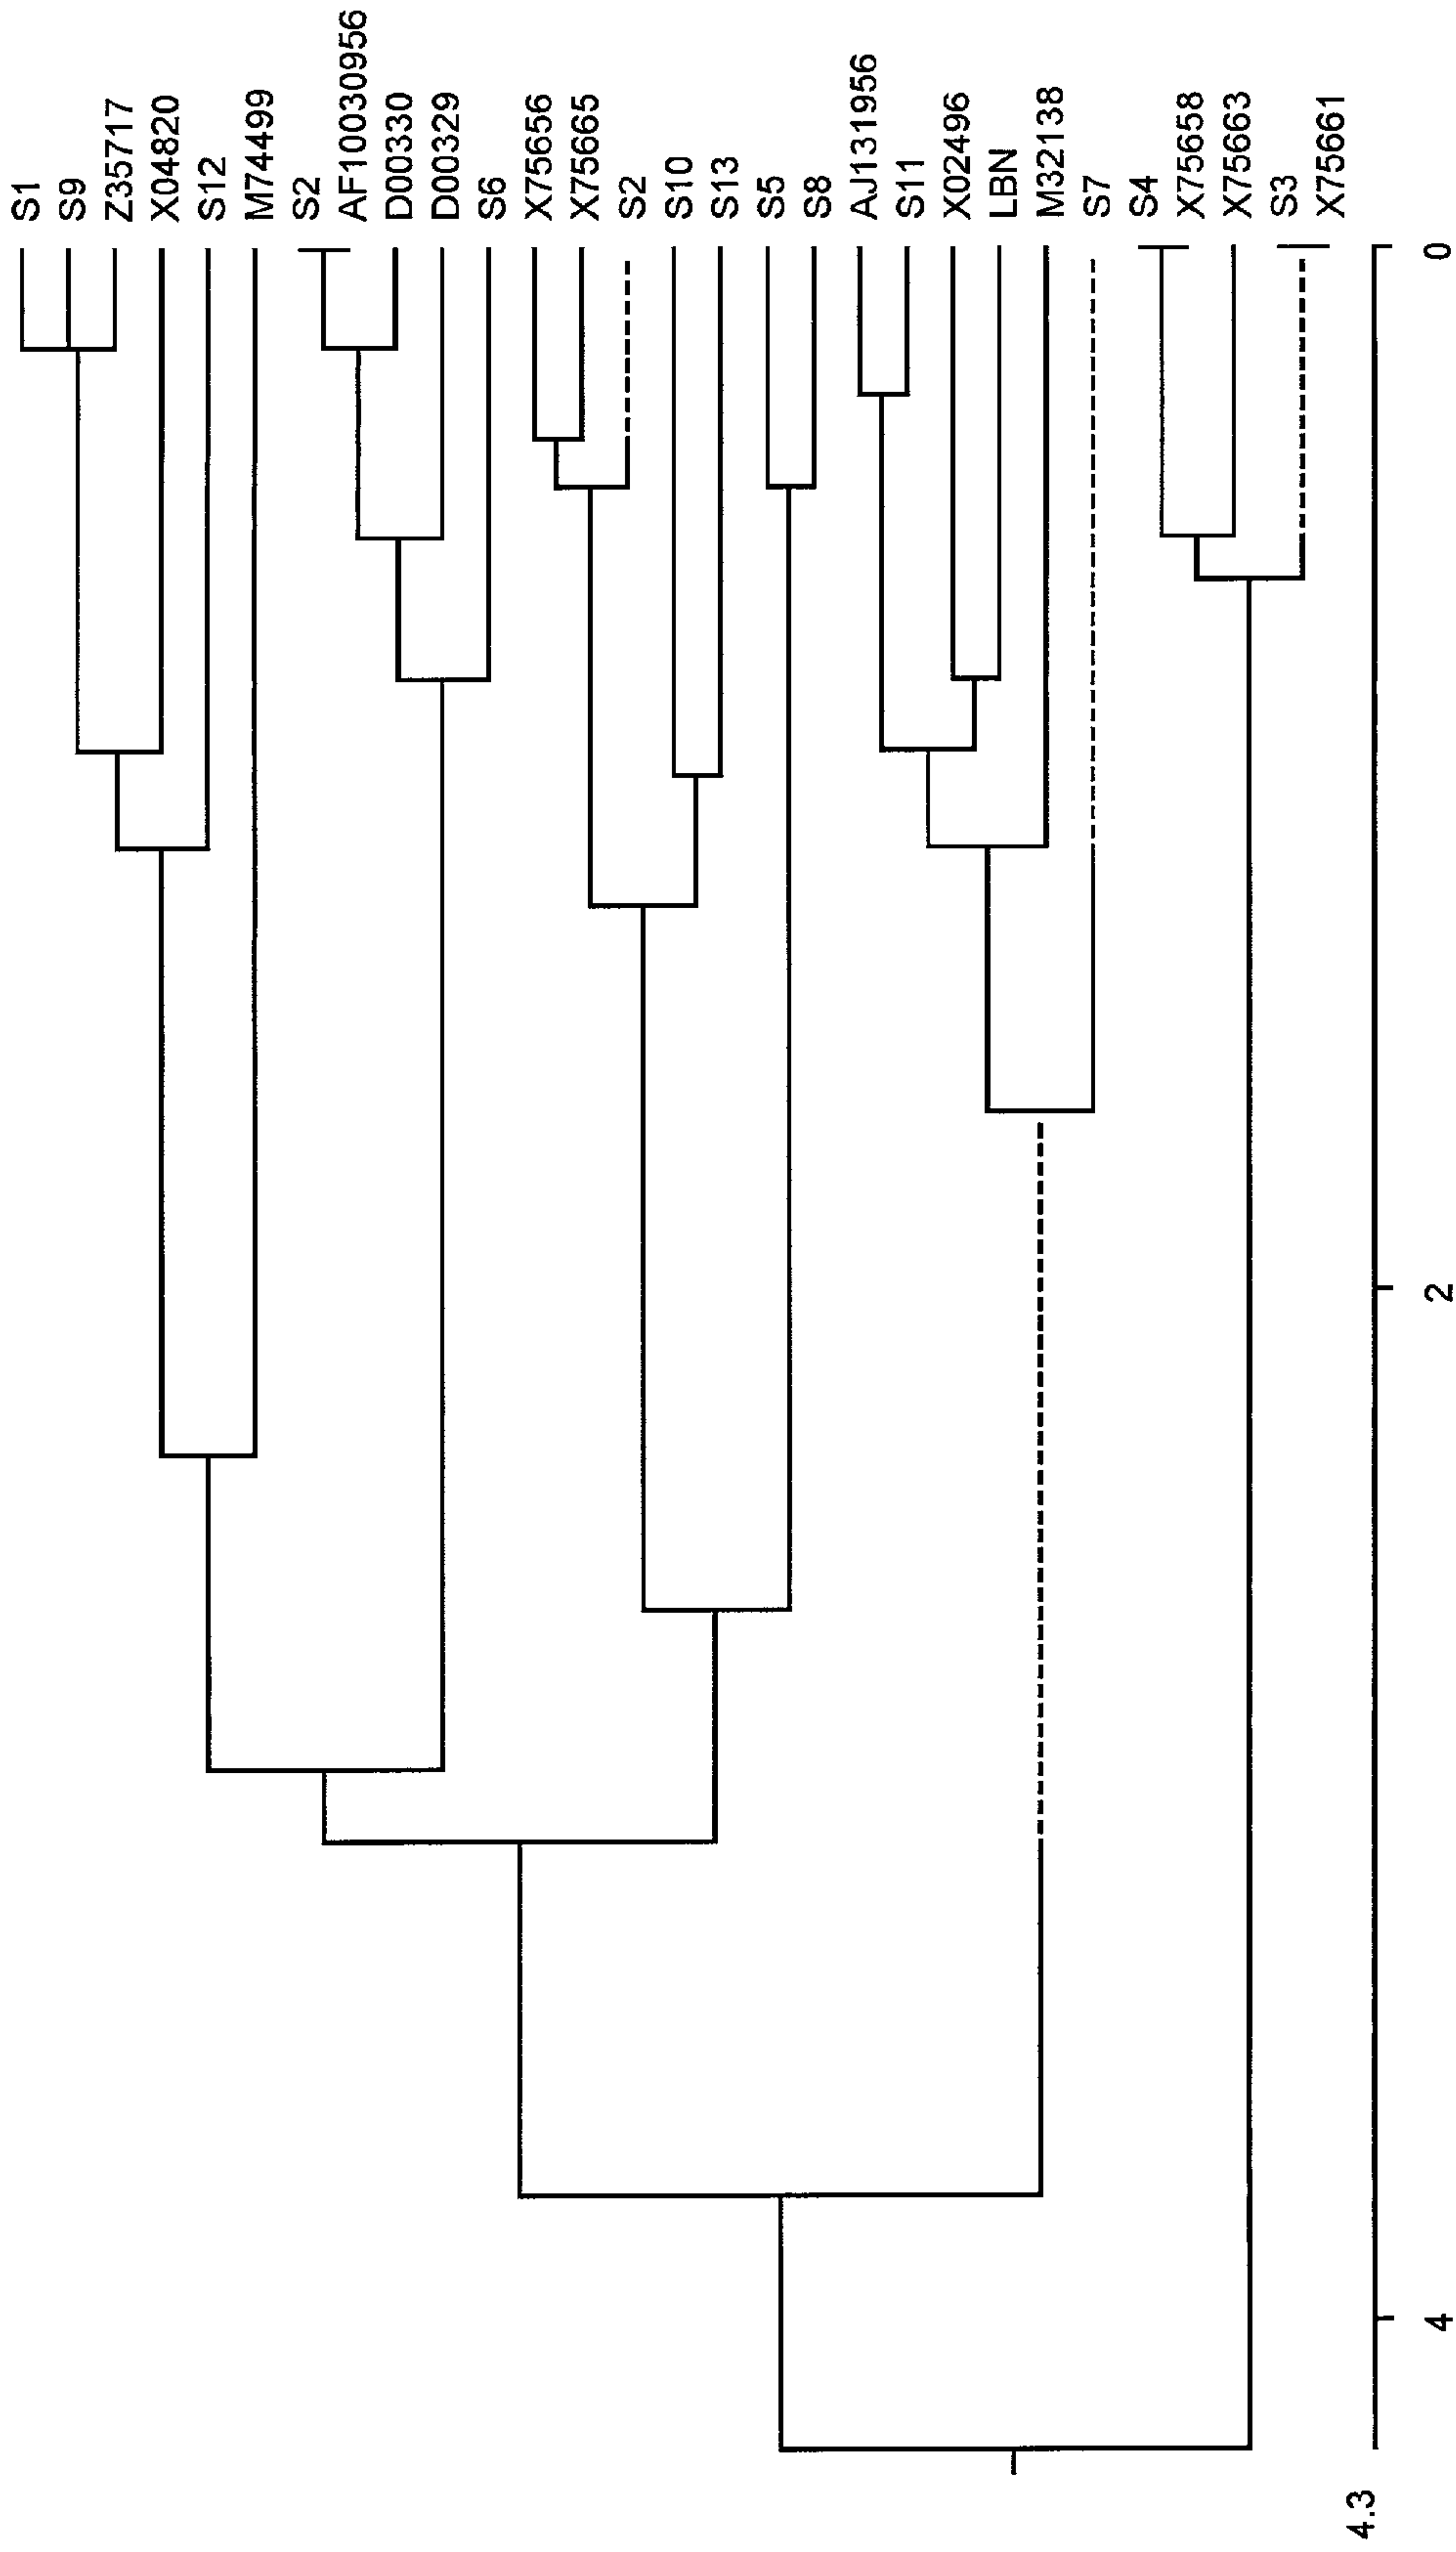 S1
S9
Z35717
X04820
S12
M74499
S2
AF10030956
D00330
D00329
S6
X75656
X75665
S2
S10
S13
S5
S8
AJ131956
S11
X02496
LBN
M32138
S7
S4
X75658
X75663
S3
X75661
4.3
4
2
0